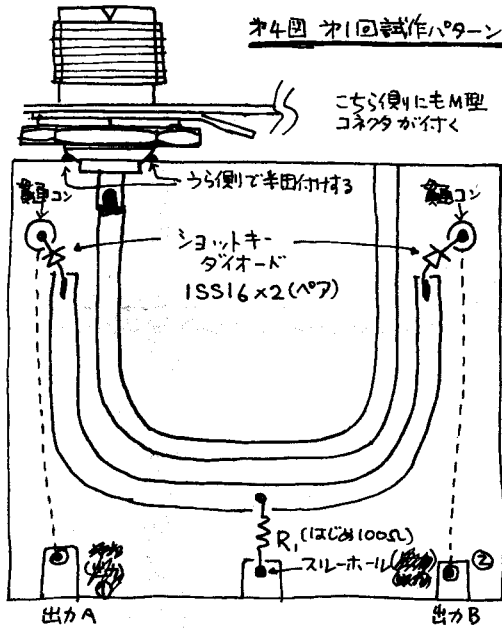 第4図 第1回試作パターン
こちら側にもM型
コネクタが付く
うら側で半田付けする
貫通コン
貫通コン
ショットキー
ダイオード
1SS16×2(ペア)
R1 (はじめ100Ω)
スルーホール
②
出力A
出力B